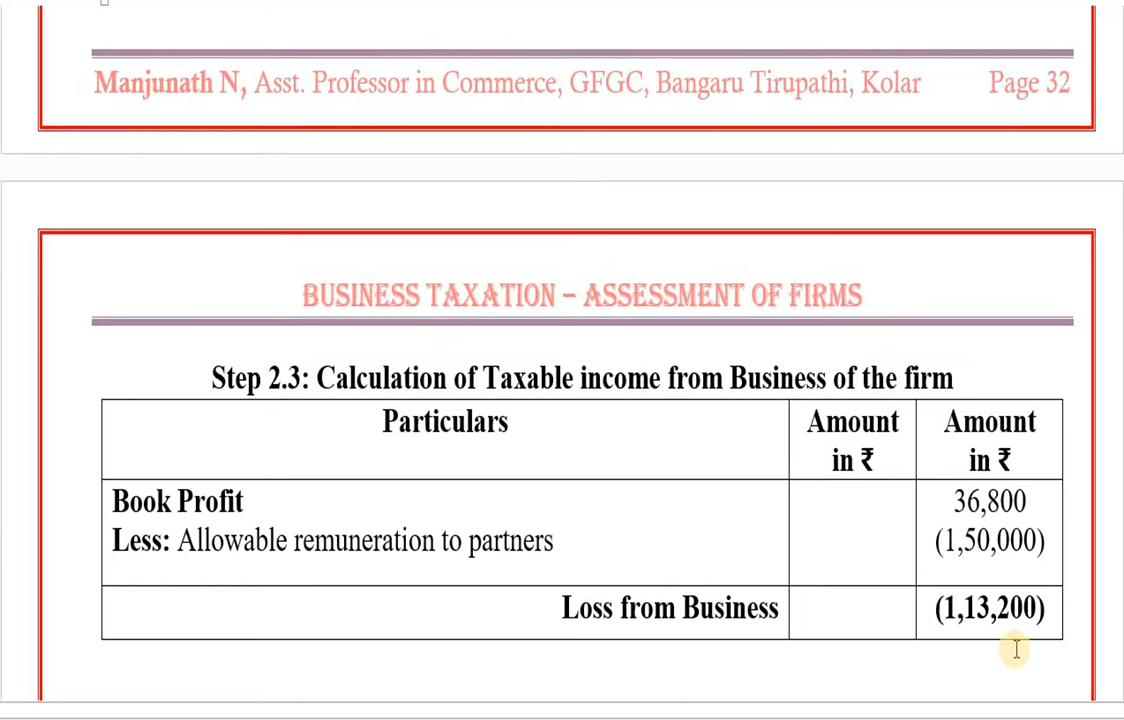 Manjunath N, Asst. Professor in Commerce, GFGC, Bangaru Tirupathi, Kolar Page 32
BUSINESS TAXATION – ASSESSMENT OF FIRMS
Step 2.3: Calculation of Taxable income from Business of the firm
Particulars Amount in ₹ Amount in ₹
Book Profit 36,800
Less: Allowable remuneration to partners (1,50,000)
Loss from Business (1,13,200)